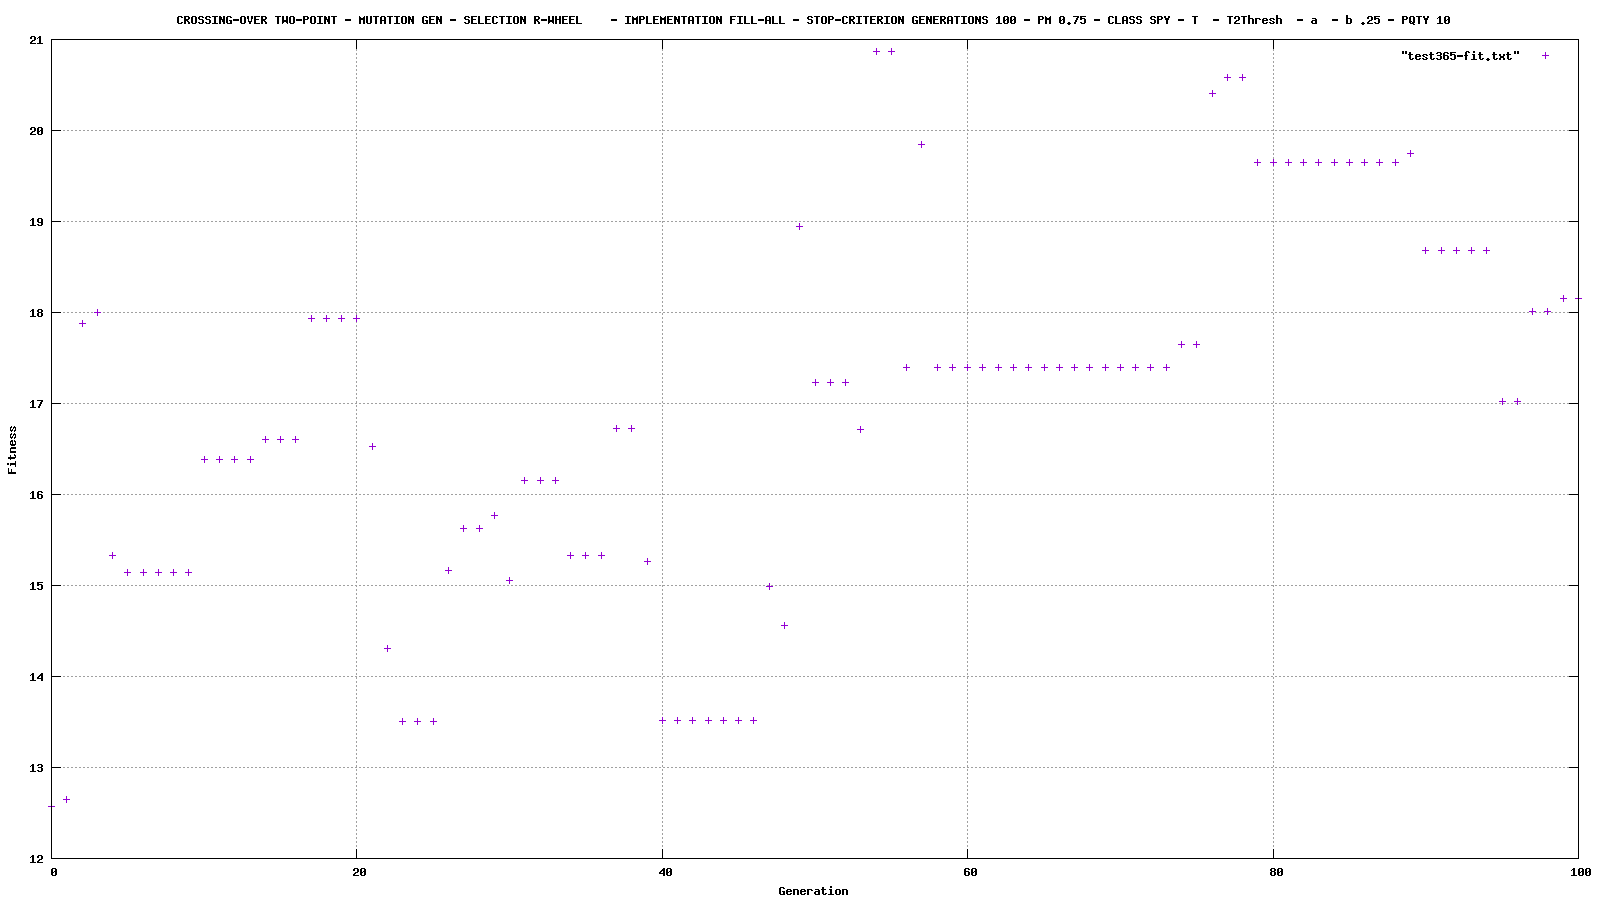 CROSSING-OVER TWO-POINT - MUTATION GEN - SELECTION R-WHEEL    - IMPLEMENTATION FILL-ALL - STOP-CRITERION GENERATIONS 100 - PM 0.75 - CLASS SPY - T  - T2Thresh  - a  - b .25 - PQTY 10
"test365-fit.txt"
21
20
19
18
17
16
15
14
13
12
Fitness
0 20 40 60 80 100
Generation